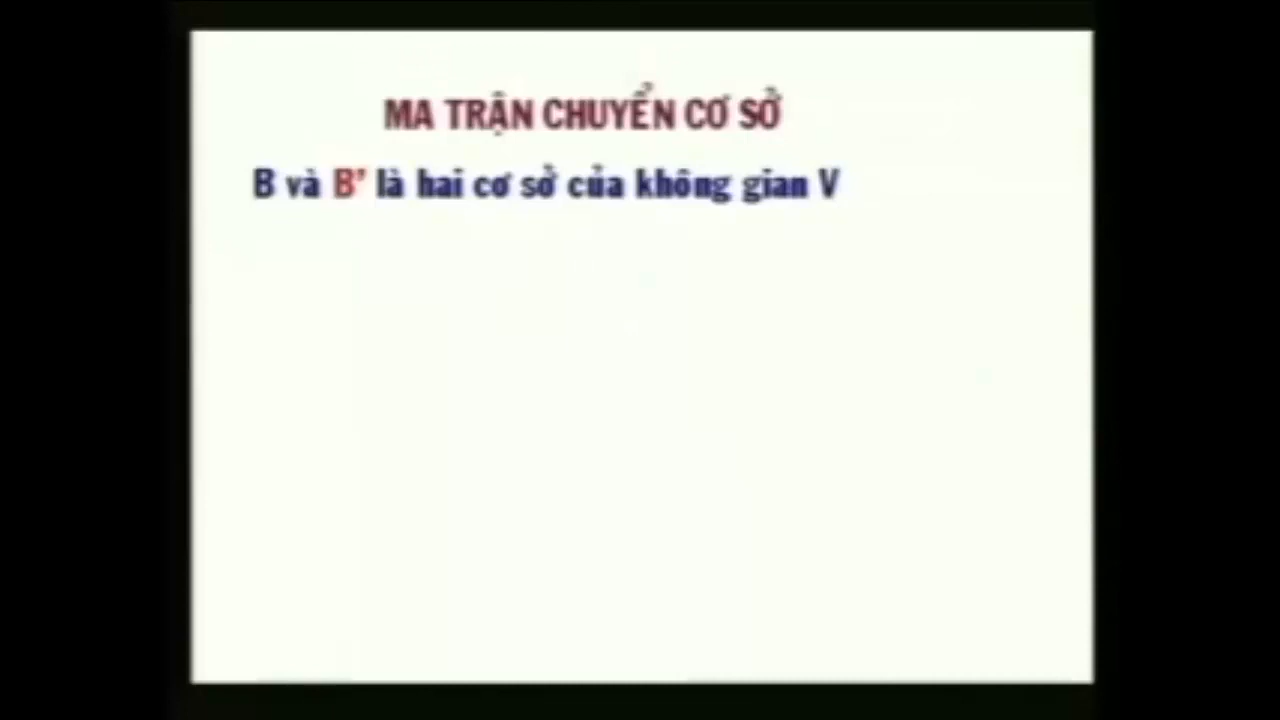 MA TRẬN CHUYỂN CƠ SỞ
B và B’ là hai cơ sở của không gian V